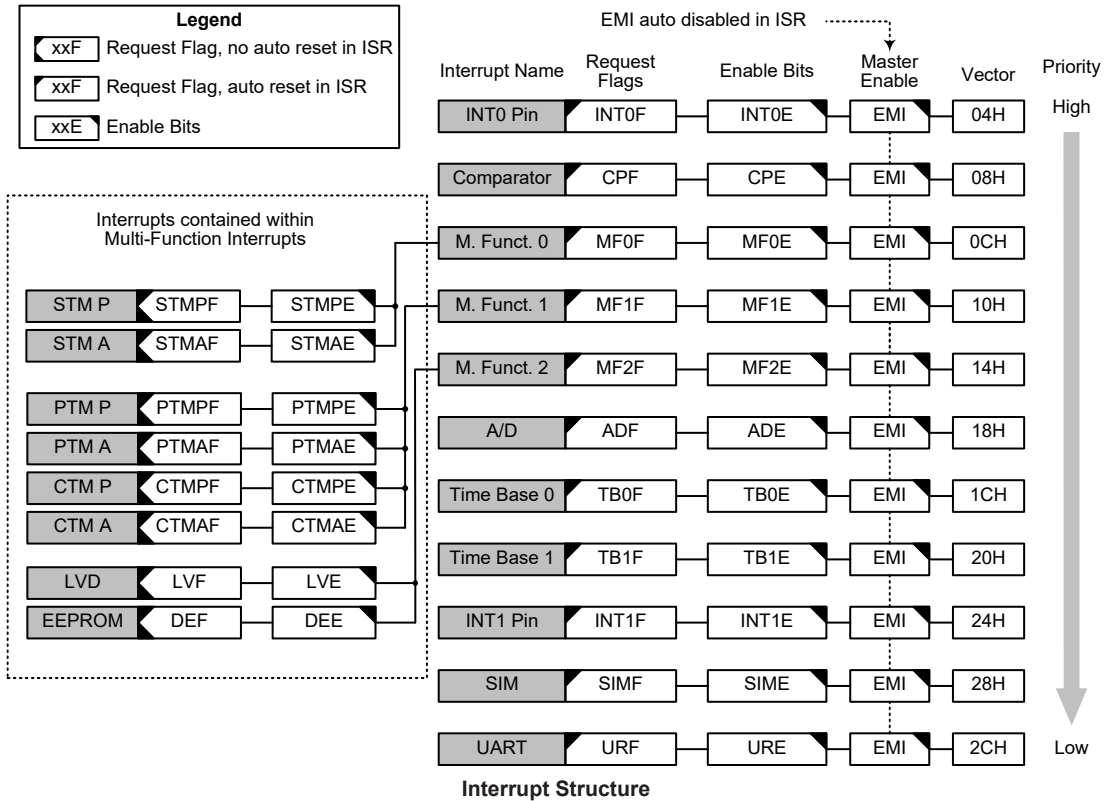 Legend
xxF Request Flag, no auto reset in ISR
xxF Request Flag, auto reset in ISR
xxE Enable Bits
EMI auto disabled in ISR
Interrupt Name Request Flags Enable Bits Master Enable Vector Priority
INT0 Pin INT0F INT0E EMI 04H High
Comparator CPF CPE EMI 08H
M. Funct. 0 MF0F MF0E EMI 0CH
M. Funct. 1 MF1F MF1E EMI 10H
M. Funct. 2 MF2F MF2E EMI 14H
A/D ADF ADE EMI 18H
Time Base 0 TB0F TB0E EMI 1CH
Time Base 1 TB1F TB1E EMI 20H
INT1 Pin INT1F INT1E EMI 24H
SIM SIMF SIME EMI 28H
UART URF URE EMI 2CH Low
Interrupts contained within
Multi-Function Interrupts
STM P STMPF STMPE
STM A STMAF STMAE
PTM P PTMPF PTMPE
PTM A PTMAF PTMAE
CTM P CTMPF CTMPE
CTM A CTMAF CTMAE
LVD LVF LVE
EEPROM DEF DEE
Interrupt Structure